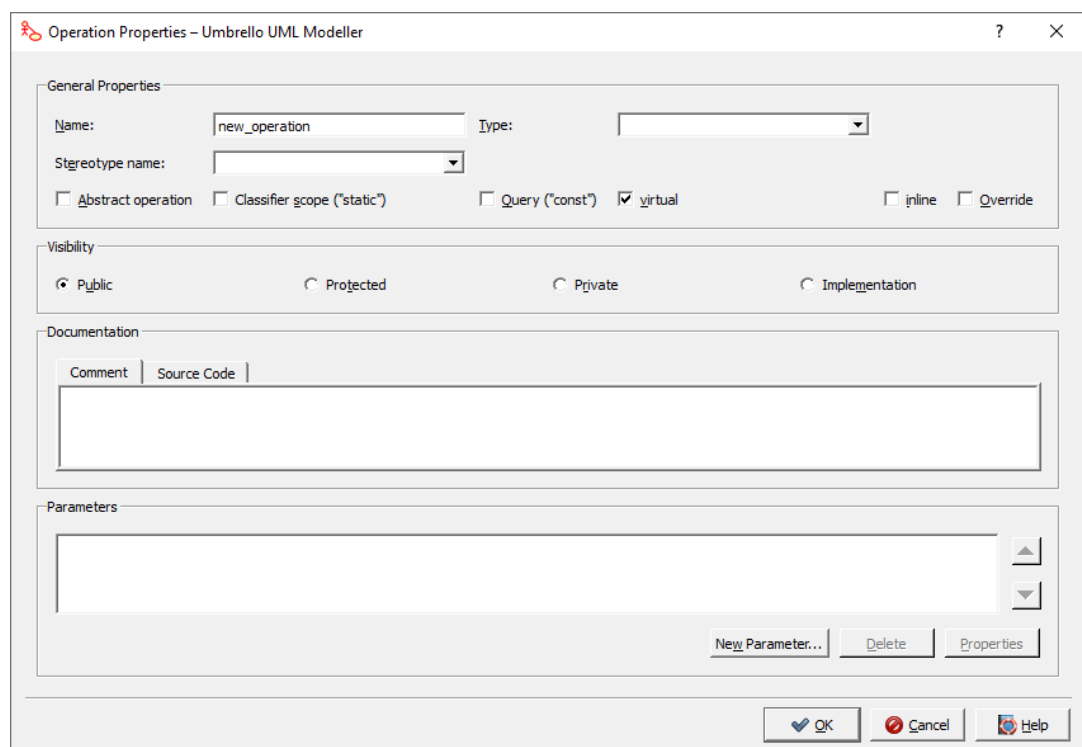 Operation Properties – Umbrello UML Modeller
General Properties
Name: new_operation Type:
Stereotype name:
Abstract operation Classifier scope ("static") Query ("const") virtual inline Override
Visibility
Public Protected Private Implementation
Documentation
Comment Source Code
Parameters
New Parameter... Delete Properties
OK Cancel Help